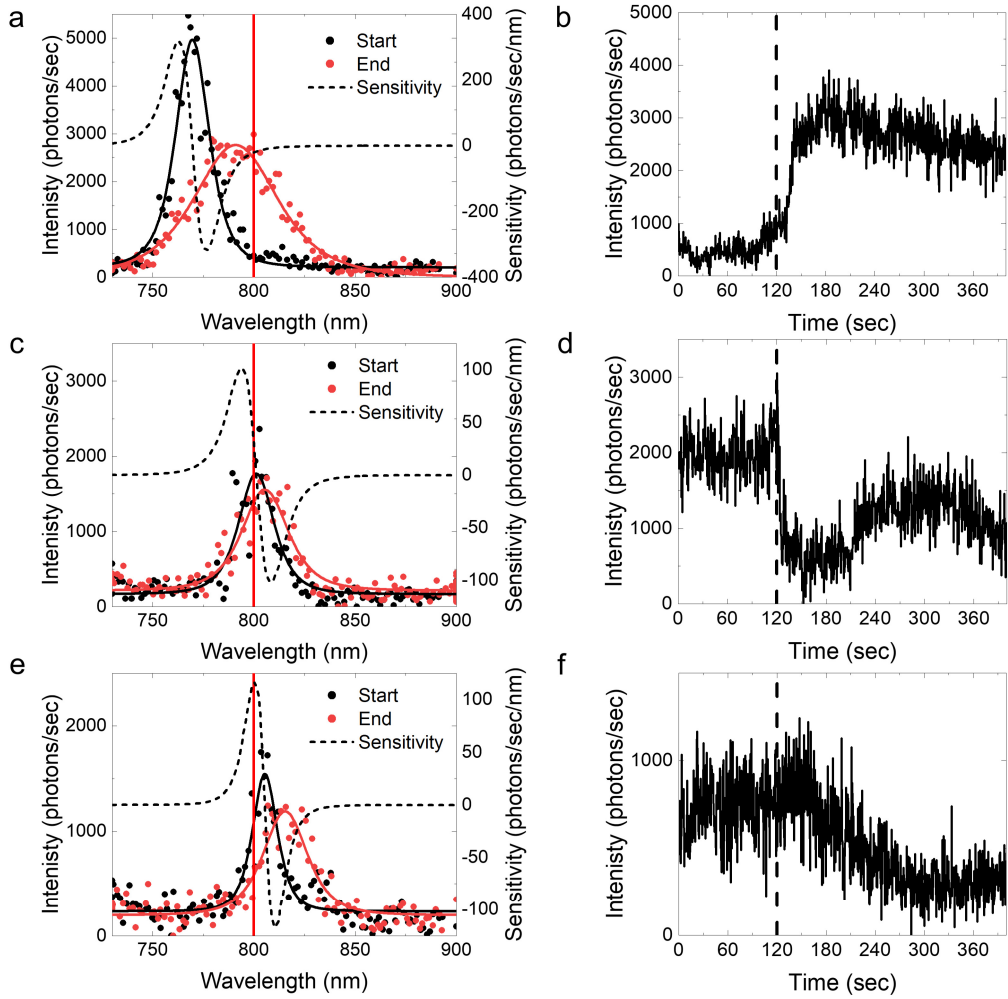 a
Intenisty (photons/sec)
5000
4000
3000
2000
1000
0
Start
End
Sensitivity
400
200
0
-200
-400
Sensitivity (photons/sec/nm)
750
800
850
900
Wavelength (nm)
b
Intenisty (photons/sec)
5000
4000
3000
2000
1000
0
0
60
120
180
240
300
360
Time (sec)
c
Intenisty (photons/sec)
3000
2000
1000
0
Start
End
Sensitivity
100
50
0
-50
-100
Sensitivity (photons/sec/nm)
750
800
850
900
Wavelength (nm)
d
Intenisty (photons/sec)
3000
2000
1000
0
0
60
120
180
240
300
360
Time (sec)
e
Intenisty (photons/sec)
2000
1000
0
Start
End
Sensitivity
100
50
0
-50
-100
Sensitivity (photons/sec/nm)
750
800
850
900
Wavelength (nm)
f
Intenisty (photons/sec)
1000
0
0
60
120
180
240
300
360
Time (sec)